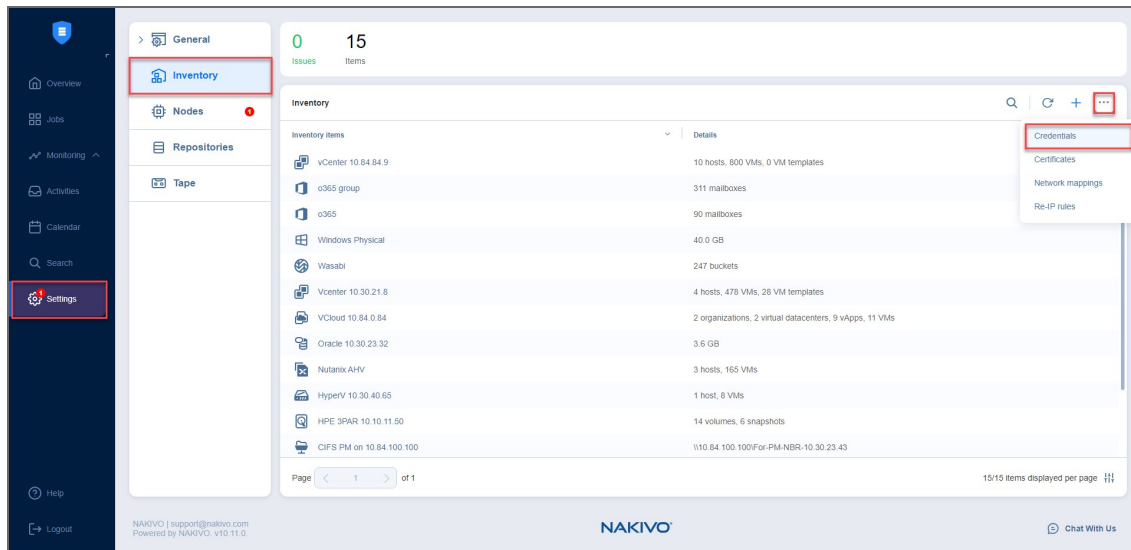 Overview
Jobs
Monitoring
Activities
Calendar
Search
1
Settings
Help
Logout
General
Inventory
Nodes 1
Repositories
Tape
0 15
Issues Items
Inventory
Inventory items Details
vCenter 10.84.84.9 10 hosts, 800 VMs, 0 VM templates
o365 group 311 mailboxes
o365 90 mailboxes
Windows Physical 40.0 GB
Wasabi 247 buckets
Vcenter 10.30.21.8 4 hosts, 478 VMs, 28 VM templates
VCloud 10.84.0.84 2 organizations, 2 virtual datacenters, 9 vApps, 11 VMs
Oracle 10.30.23.32 3.6 GB
Nutanix AHV 3 hosts, 165 VMs
HyperV 10.30.40.65 1 host, 8 VMs
HPE 3PAR 10.10.11.50 14 volumes, 6 snapshots
CIFS PM on 10.84.100.100 \\10.84.100.100\For-PM-NBR-10.30.23.43
Credentials
Certificates
Network mappings
Re-IP rules
Page 1 of 1 15/15 items displayed per page
NAKIVO | support@nakivo.com
Powered by NAKIVO. v10.11.0.
NAKIVO
Chat With Us